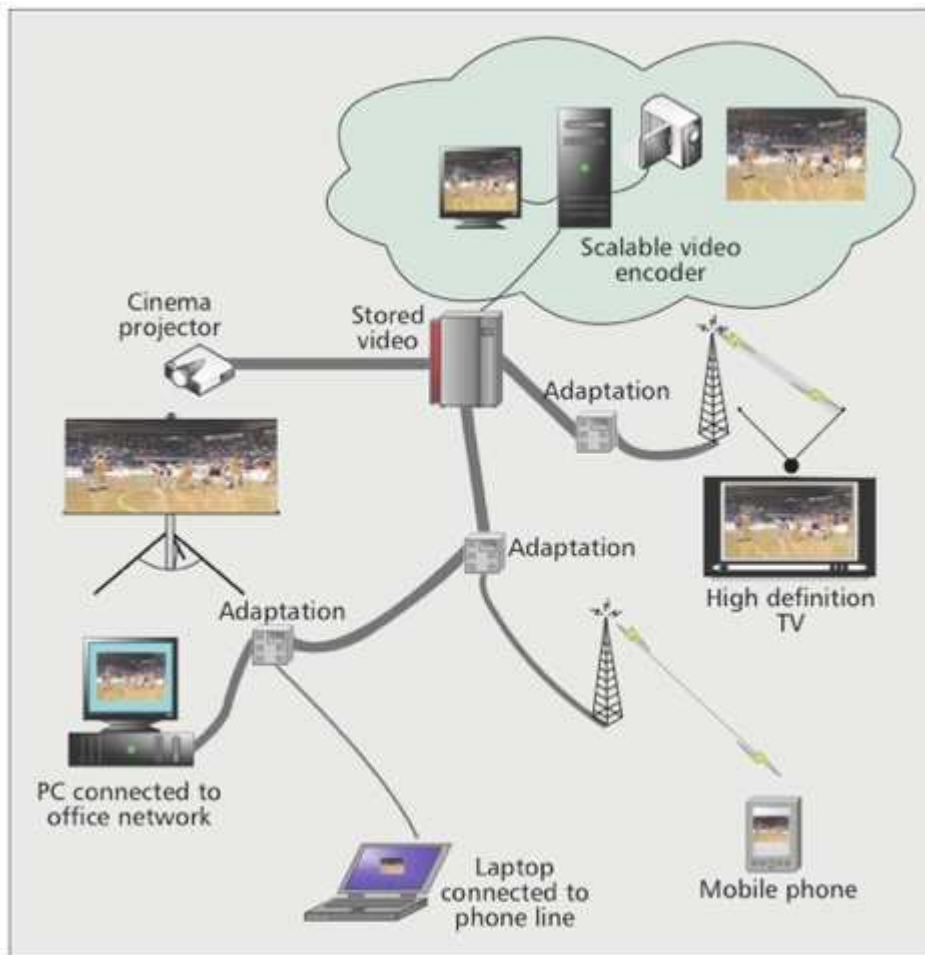 Scalable video
encoder
Cinema
projector
Stored
video
Adaptation
Adaptation
High definition
TV
Adaptation
PC connected to
office network
Laptop
connected to
phone line
Mobile phone